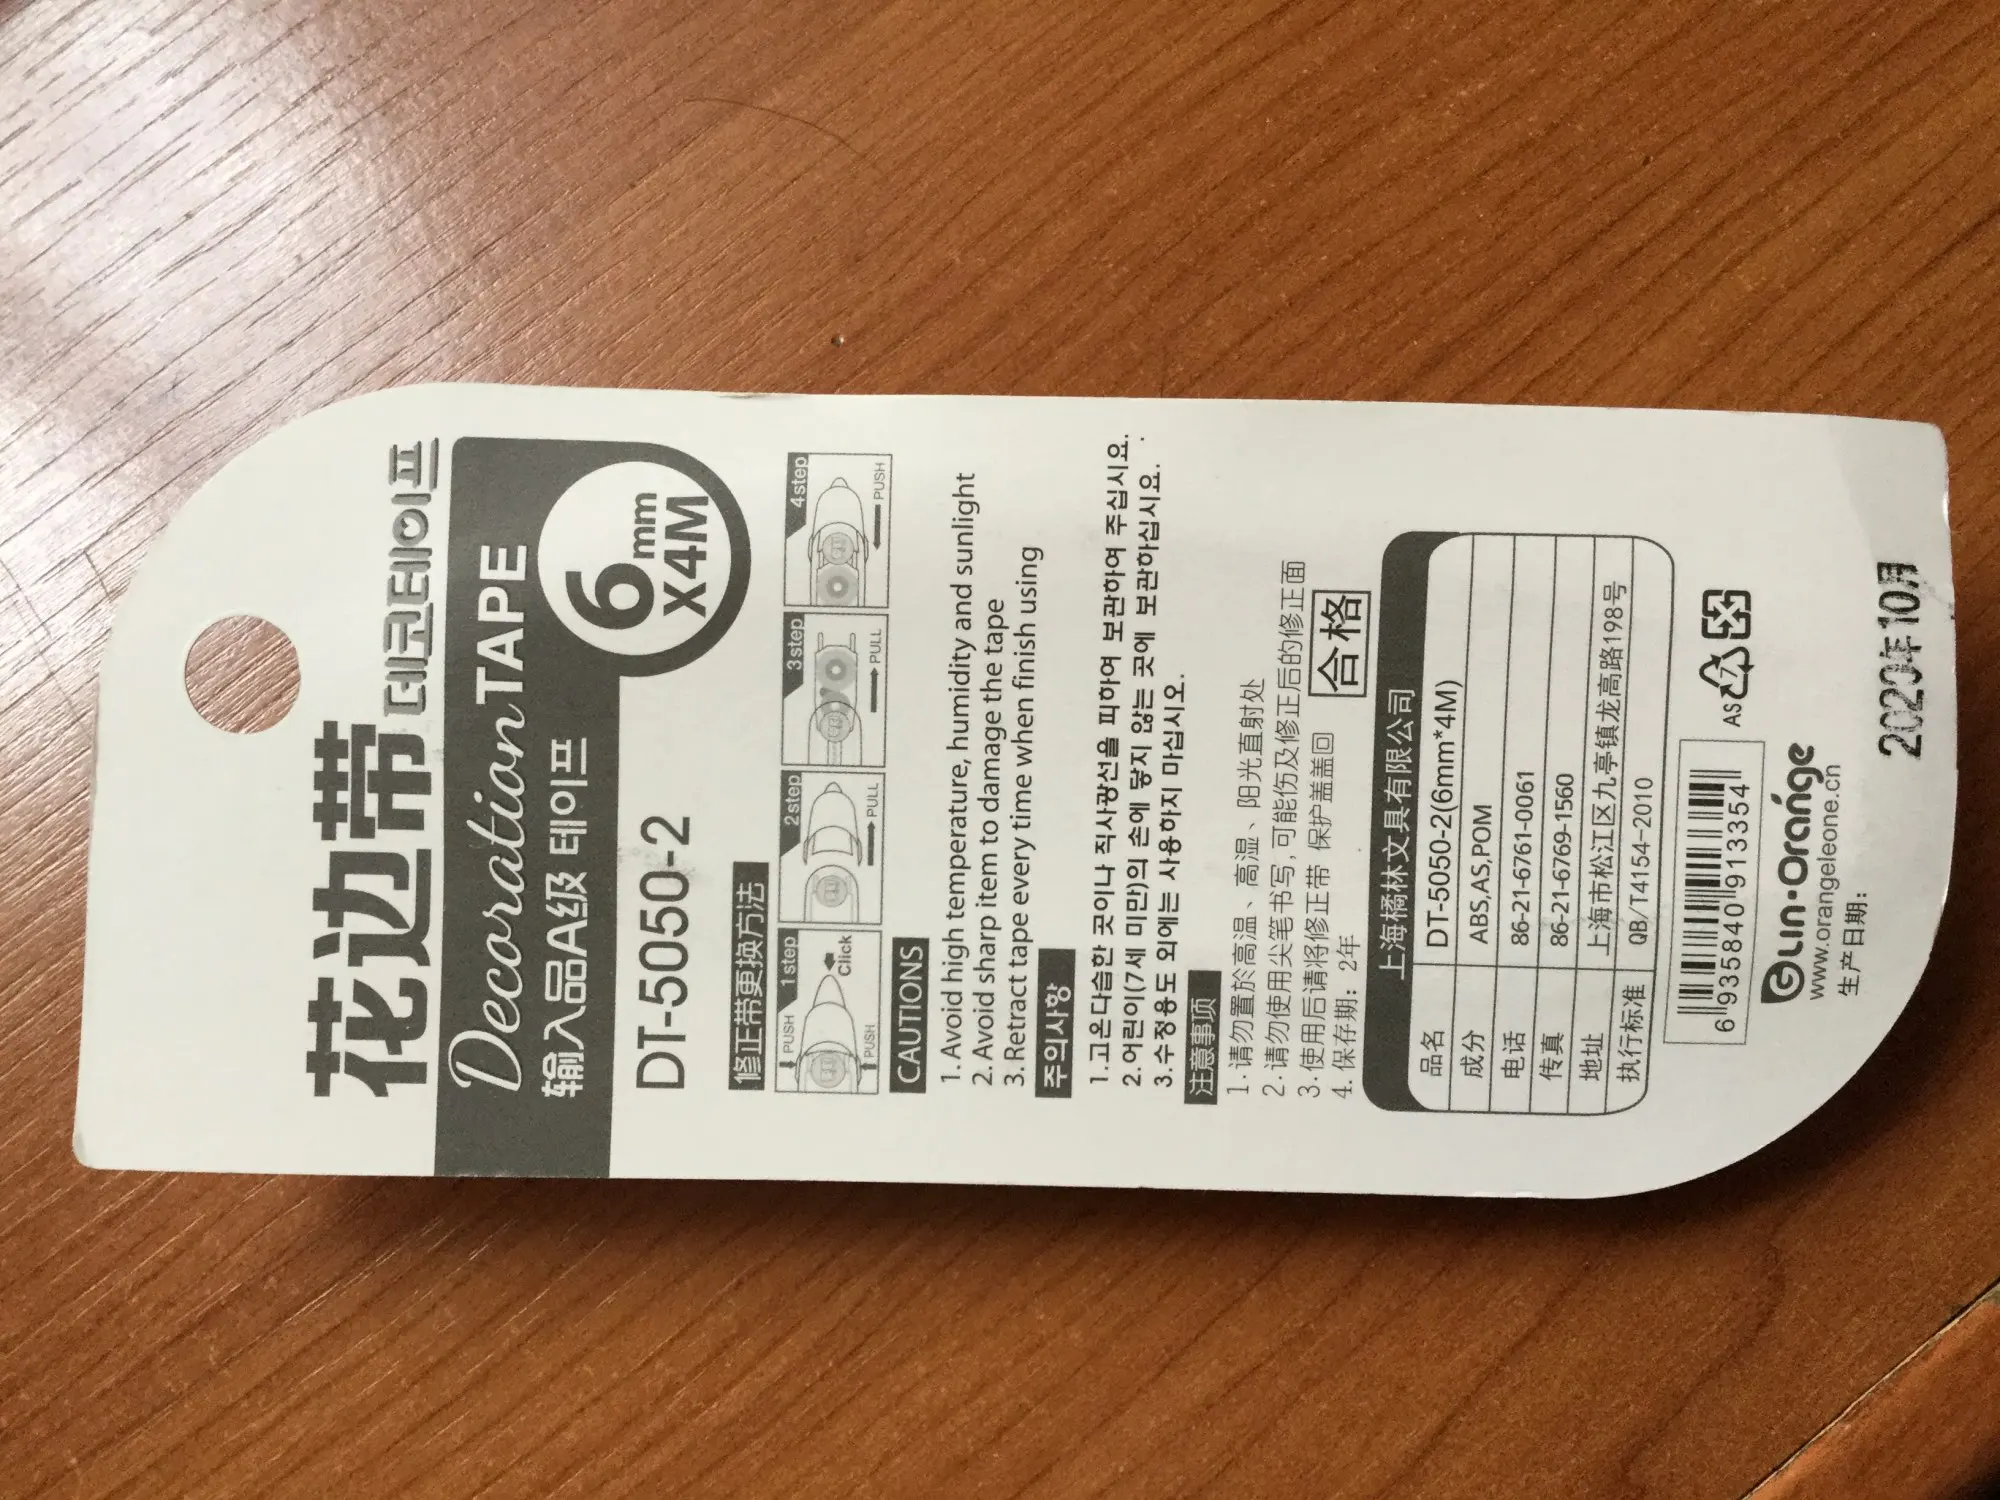 花边带 데코테이프
Decoration TAPE
输入品A级 테이프
6mm
X4M
DT-5050-2
修正带更换方法
1 step
PUSH
Click
PUSH
2 step
PULL
3 step
PULL
4 step
PUSH
CAUTIONS
1. Avoid high temperature, humidity and sunlight
2. Avoid sharp item to damage the tape
3. Retract tape every time when finish using
주의사항
1. 고온다습한 곳이나 직사광선을 피하여 보관하여 주십시요.
2. 어린이(7세 미만)의 손에 닿지 않는 곳에 보관하십시요.
3. 수정용도 외에는 사용하지 마십시오.
注意事项
1. 请勿置於高温、高湿、阳光直射处
2. 请勿使用尖笔书写,可能伤及修正后的修正面
3. 使用后请将修正带 保护盖盖回
4. 保存期：2年
合格
上海橘林文具有限公司
品名 DT-5050-2(6mm*4M)
成分 ABS,AS,POM
电话 86-21-6761-0061
传真 86-21-6769-1560
地址 上海市松江区九亭镇龙高路198号
执行标准 QB/T4154-2010
6 935840 913354
AS
Lin·Orange
www.orangeleone.cn
生产日期：
2020年10月